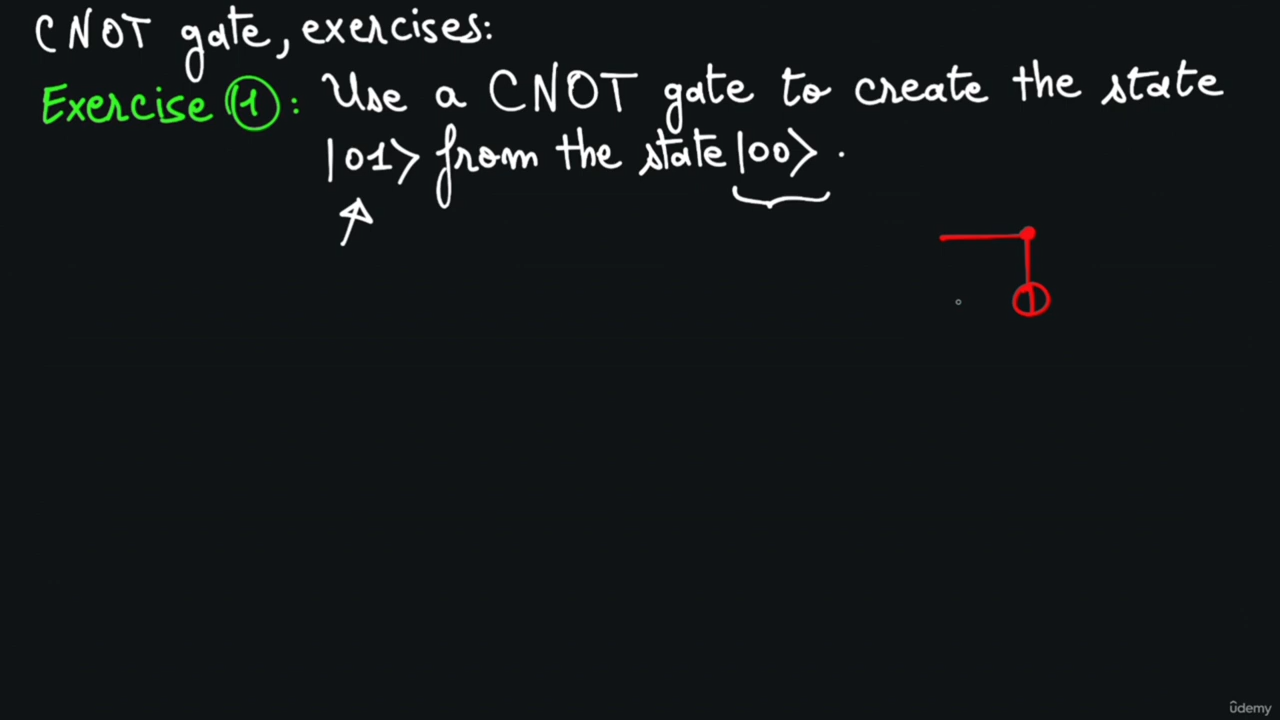 CNOT gate, exercises:
Exercise ①: Use a CNOT gate to create the state
|01⟩ from the state |00⟩.
ûdemy